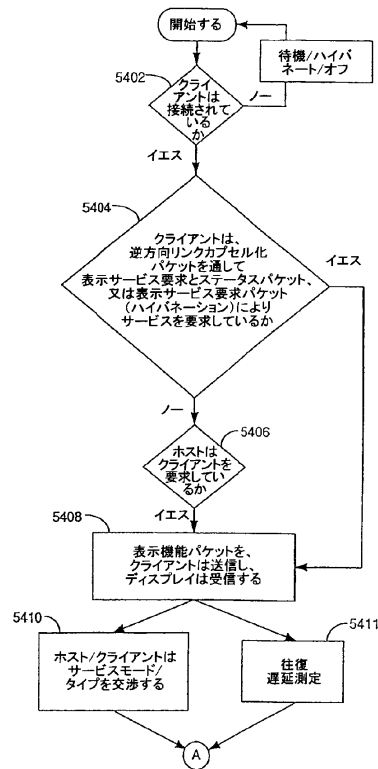 開始する
待機/ハイバ
ネート/オフ
5402
クライ
アントは
接続されて
いる
か
ノー
イエス
5404
クライアントは、
逆方向リンクカプセル化
パケットを通して
表示サービス要求とステータスパケット、
又は表示サービス要求パケット
(ハイバネーション)により
サービスを要求しているか
イエス
ノー
5406
ホストは
クライアントを
要求してい
るか
イエス
5408
表示機能パケットを、
クライアントは送信し、
ディスプレイは受信する
5410
ホスト/クライアントは
サービスモード/
タイプを交渉する
5411
往復
遅延測定
A